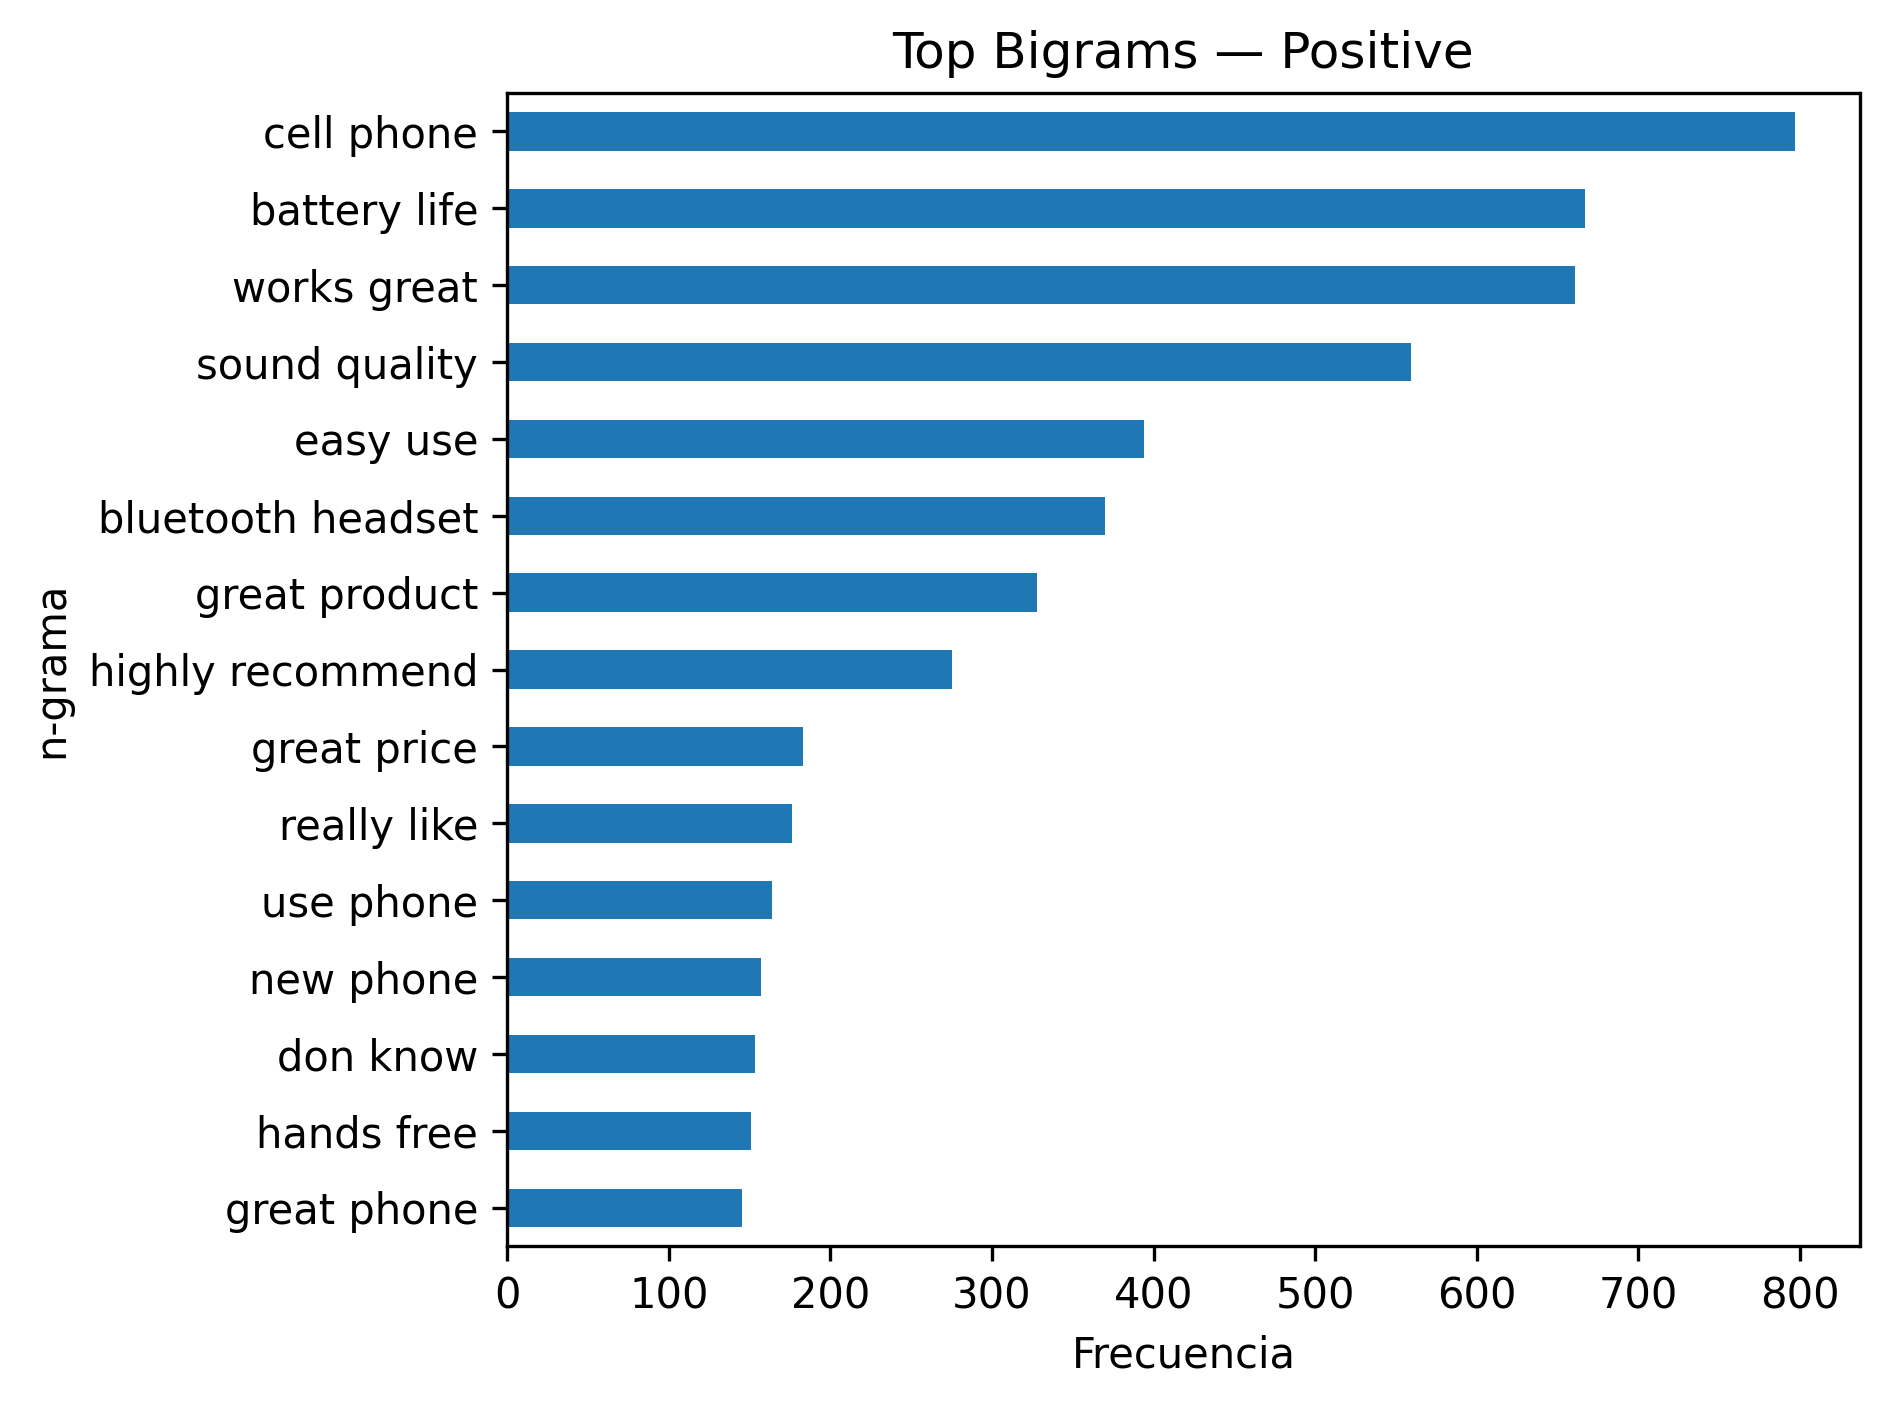 Top Bigrams — Positive
cell phone
battery life
works great
sound quality
easy use
bluetooth headset
great product
highly recommend
great price
really like
use phone
new phone
don know
hands free
great phone
n-grama
0 100 200 300 400 500 600 700 800
Frecuencia